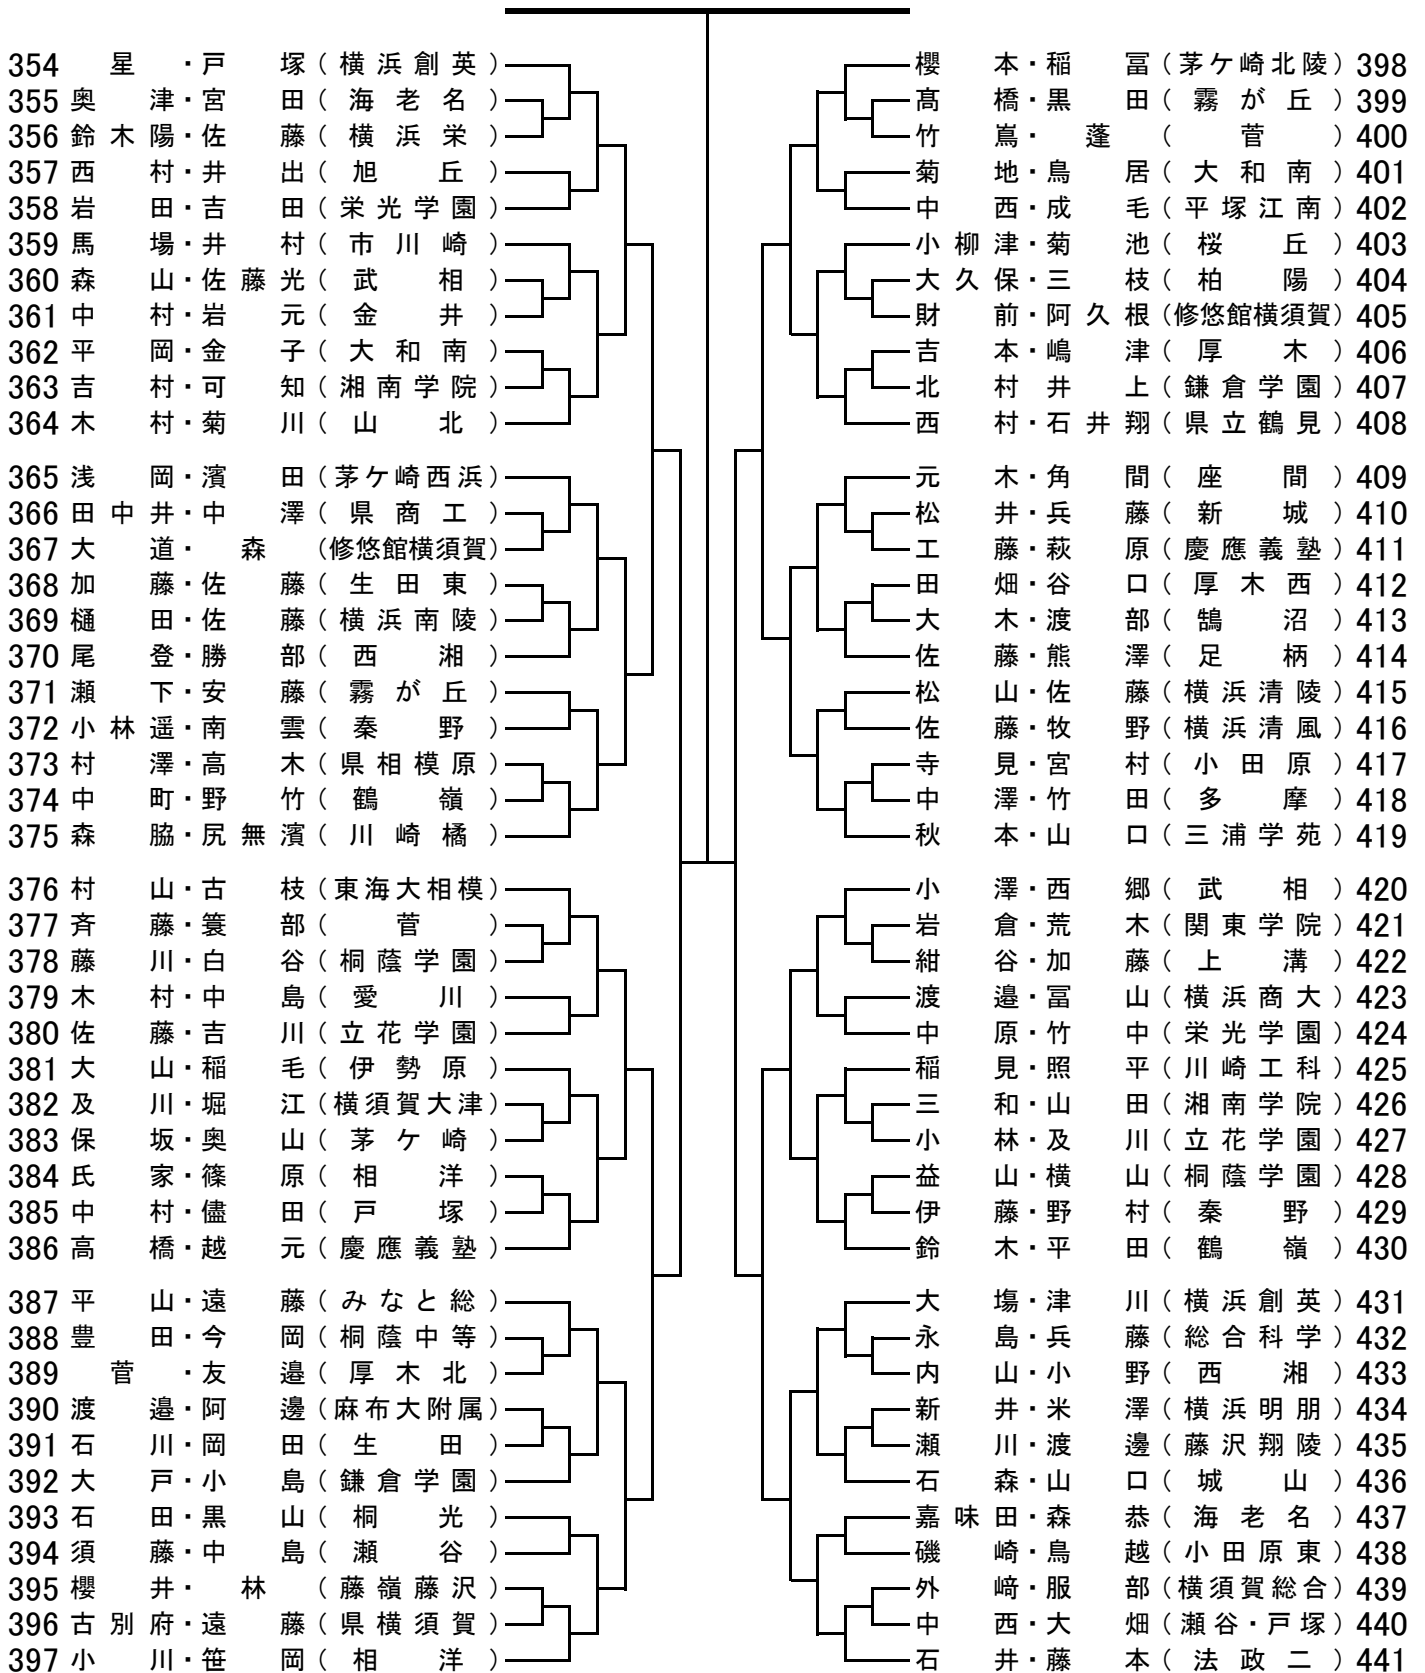 354 星・戸塚(横浜創英)
355 奥津・宮田(海老名)
356 鈴木陽・佐藤(横浜栄)
357 西村・井出(旭丘)
358 岩田・吉田(栄光学園)
359 馬場・井村(市川崎)
360 森山・佐藤光(武相)
361 中村・岩元(金井)
362 平岡・金子(大和南)
363 吉村・可知(湘南学院)
364 木村・菊川(山北)
365 浅岡・濱田(茅ケ崎西浜)
366 田中井・中澤(県商工)
367 大道・森(修悠館横須賀)
368 加藤・佐藤(生田東)
369 樋田・佐藤(横浜南陵)
370 尾登・勝部(西湘)
371 瀬下・安藤(霧が丘)
372 小林遥・南雲(秦野)
373 村澤・高木(県相模原)
374 中町・野竹(鶴嶺)
375 森脇・尻無濱(川崎橘)
376 村山・古枝(東海大相模)
377 斉藤・簑部(菅)
378 藤川・白谷(桐蔭学園)
379 木村・中島(愛川)
380 佐藤・吉川(立花学園)
381 大山・稲毛(伊勢原)
382 及川・堀江(横須賀大津)
383 保坂・奥山(茅ケ崎)
384 氏家・篠原(相洋)
385 中村・儘田(戸塚)
386 高橋・越元(慶應義塾)
387 平山・遠藤(みなと総)
388 豊田・今岡(桐蔭中等)
389 菅・友邉(厚木北)
390 渡邉・阿邊(麻布大附属)
391 石川・岡田(生田)
392 大戸・小島(鎌倉学園)
393 石田・黒山(桐光)
394 須藤・中島(瀬谷)
395 櫻井・林(藤嶺藤沢)
396 古別府・遠藤(県横須賀)
397 小川・笹岡(相洋)
櫻本・稲冨(茅ケ崎北陵) 398
髙橋・黒田(霧が丘) 399
竹嶌・蓬(菅) 400
菊地・鳥居(大和南) 401
中西・成毛(平塚江南) 402
小柳津・菊池(桜丘) 403
大久保・三枝(柏陽) 404
財前・阿久根(修悠館横須賀) 405
吉本・嶋津(厚木) 406
北村井上(鎌倉学園) 407
西村・石井翔(県立鶴見) 408
元木・角間(座間) 409
松井・兵藤(新城) 410
工藤・萩原(慶應義塾) 411
田畑・谷口(厚木西) 412
大木・渡部(鵠沼) 413
佐藤・熊澤(足柄) 414
松山・佐藤(横浜清陵) 415
佐藤・牧野(横浜清風) 416
寺見・宮村(小田原) 417
中澤・竹田(多摩) 418
秋本・山口(三浦学苑) 419
小澤・西郷(武相) 420
岩倉・荒木(関東学院) 421
紺谷・加藤(上溝) 422
渡邉・冨山(横浜商大) 423
中原・竹中(栄光学園) 424
稲見・照平(川崎工科) 425
三和・山田(湘南学院) 426
小林・及川(立花学園) 427
益山・横山(桐蔭学園) 428
伊藤・野村(秦野) 429
鈴木・平田(鶴嶺) 430
大塲・津川(横浜創英) 431
永島・兵藤(総合科学) 432
内山・小野(西湘) 433
新井・米澤(横浜明朋) 434
瀬川・渡邊(藤沢翔陵) 435
石森・山口(城山) 436
嘉味田・森恭(海老名) 437
磯崎・鳥越(小田原東) 438
外﨑・服部(横須賀総合) 439
中西・大畑(瀬谷・戸塚) 440
石井・藤本(法政二) 441